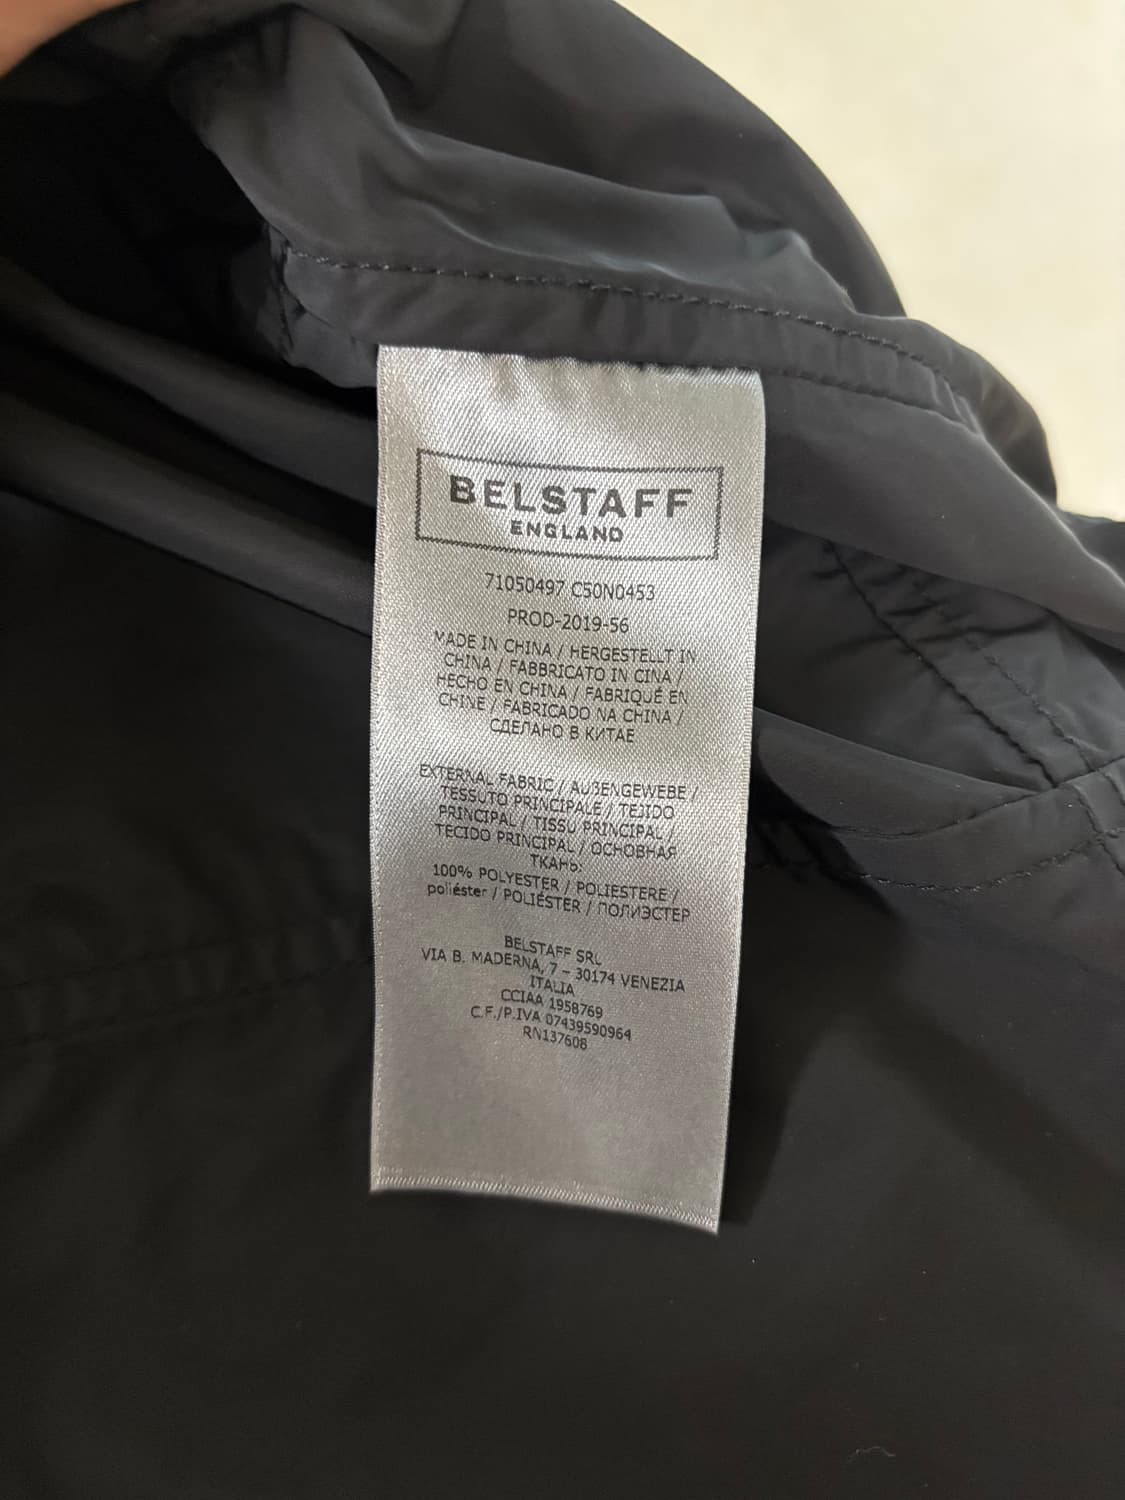 BELSTAFF
ENGLAND
71050497 C50N0453
PROD-2019-56
MADE IN CHINA / HERGESTELLT IN
CHINA / FABBRICATO IN CINA /
HECHO EN CHINA / FABRIQUÉ EN
CHINE / FABRICADO NA CHINA /
СДЕЛАНО В КИТАЕ
EXTERNAL FABRIC / AUßENGEWEBE /
TESSUTO PRINCIPALE / TEJIDO
PRINCIPAL / TISSU PRINCIPAL /
TECIDO PRINCIPAL / ОСНОВНАЯ
ТКАНЬ:
100% POLYESTER / POLIESTERE /
poliéster / POLIÉSTER / ПОЛИЭСТЕР
BELSTAFF SRL
VIA B. MADERNA, 7 – 30174 VENEZIA
ITALIA
CCIAA 1958769
C.F./P.IVA 07439590964
RN137608